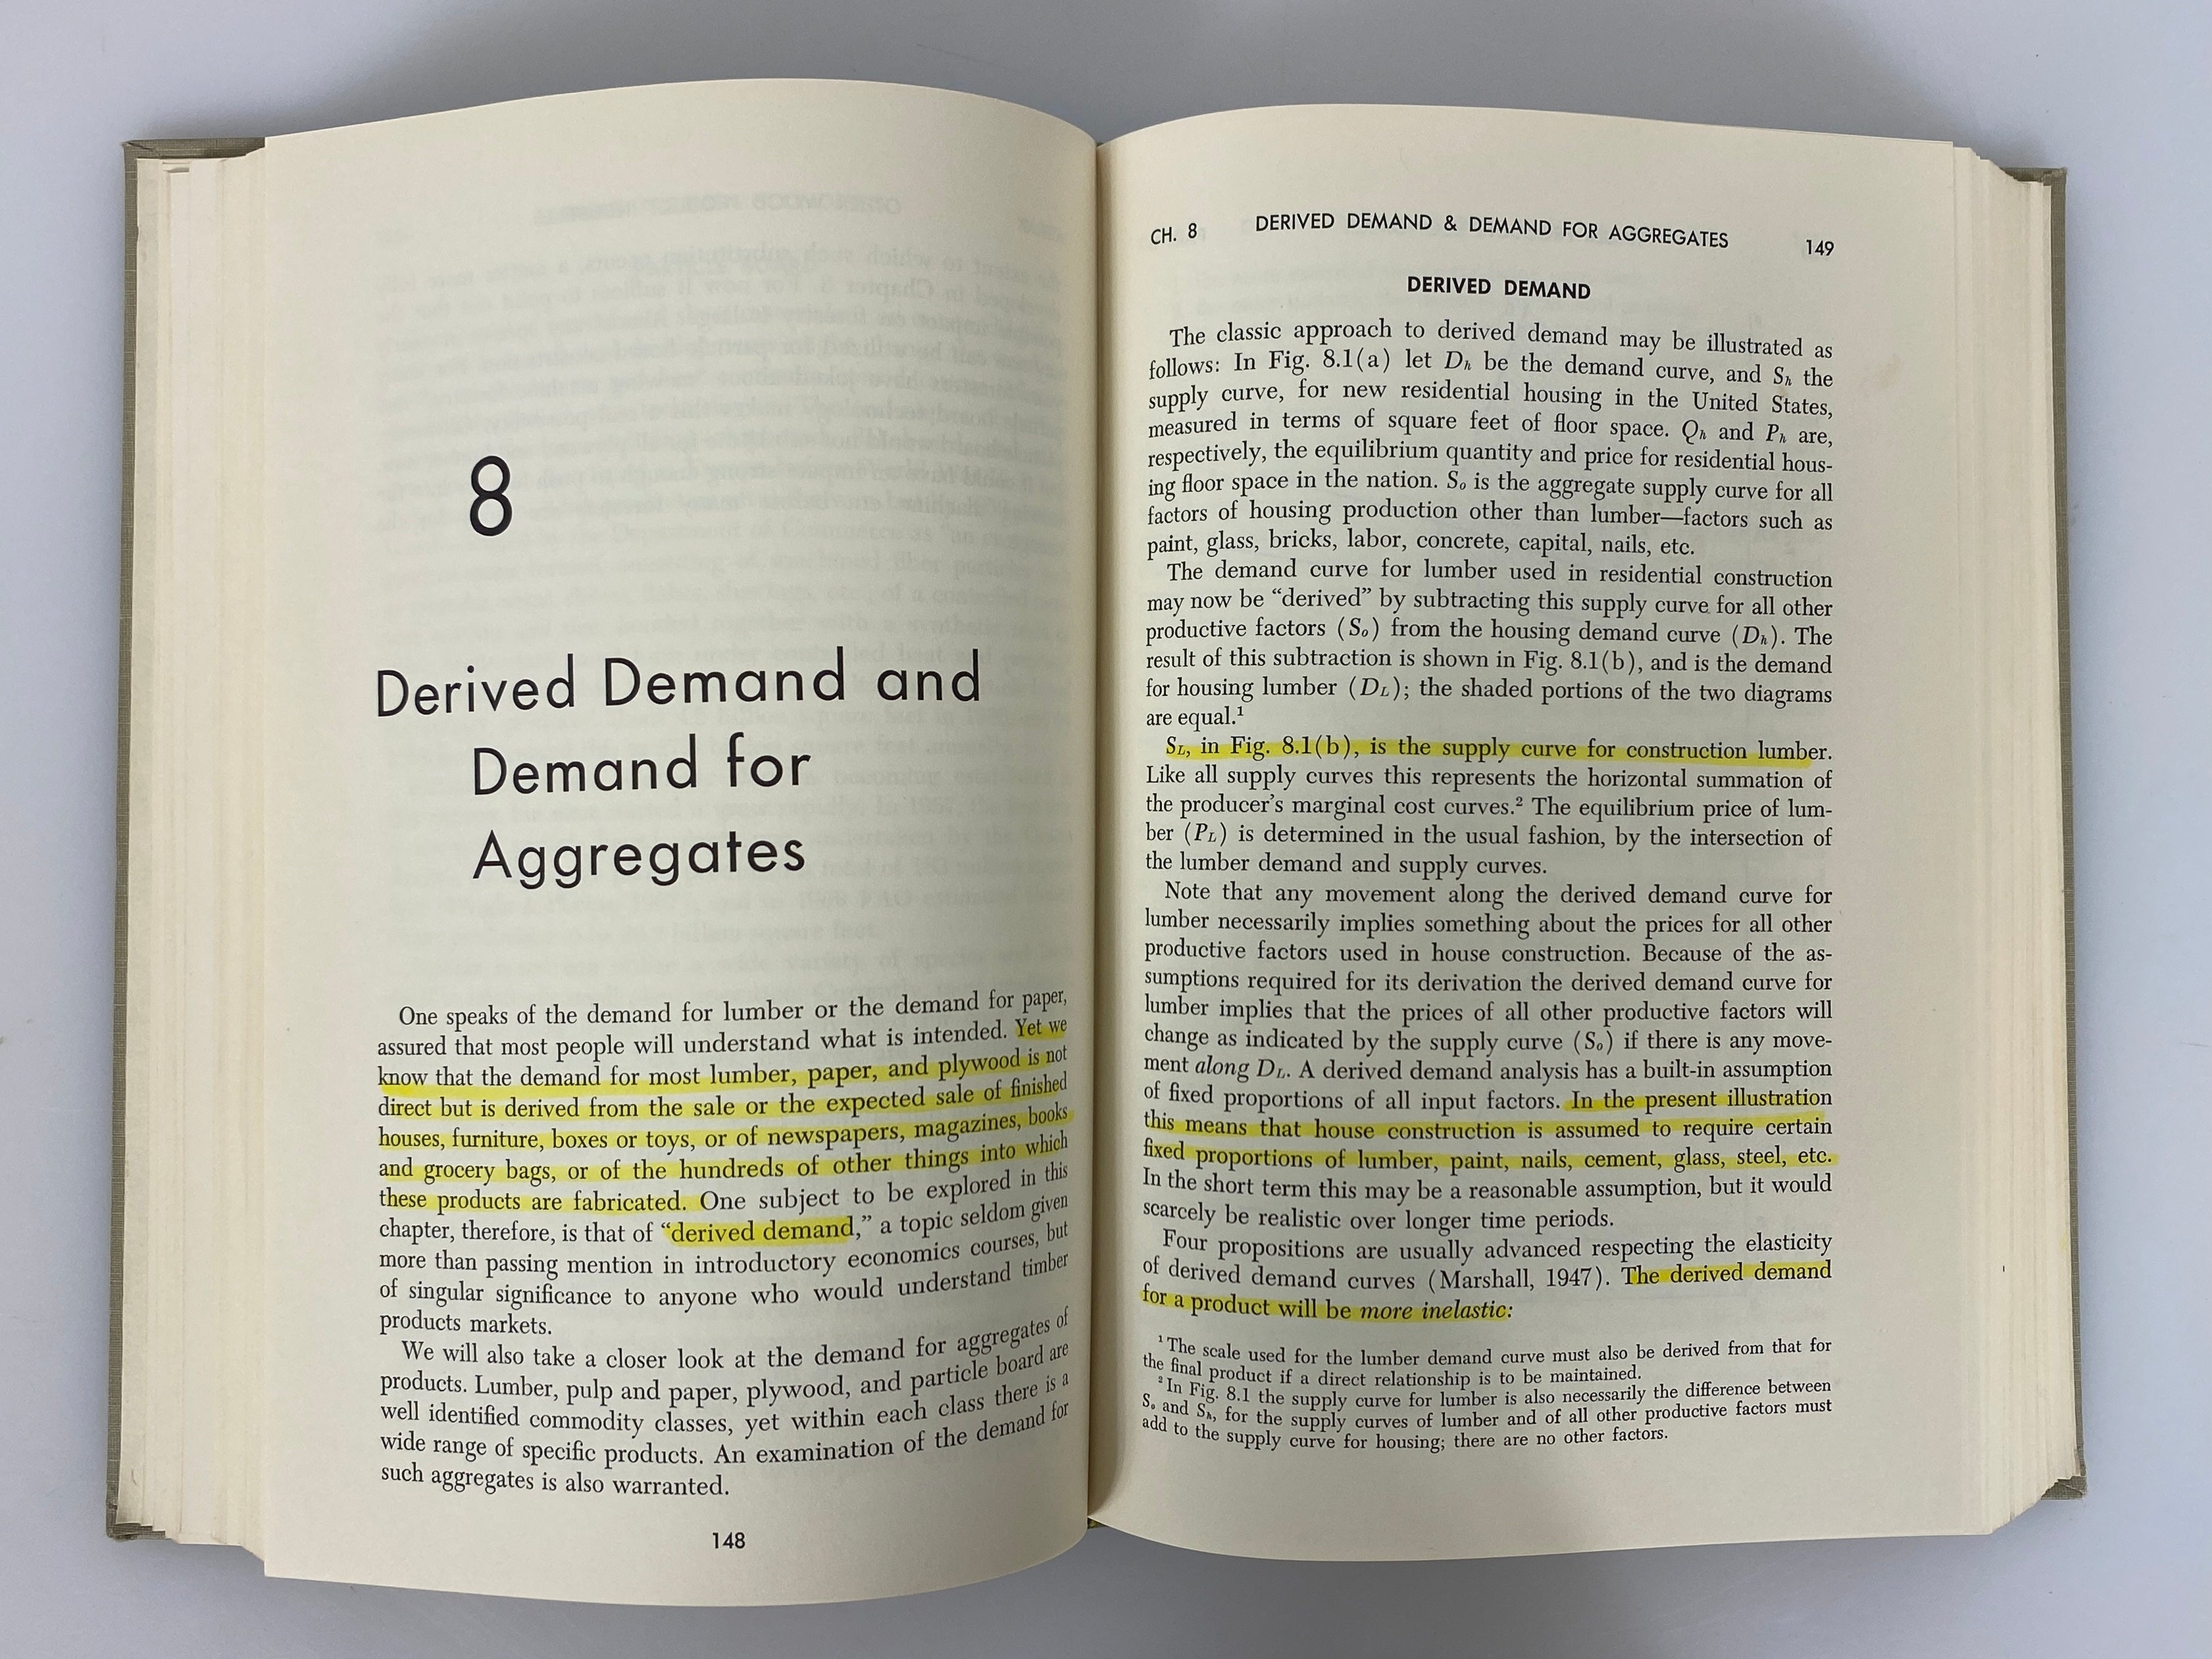 8
Derived Demand and
Demand for
Aggregates
One speaks of the demand for lumber or the demand for paper,
assured that most people will understand what is intended. Yet we
know that the demand for most lumber, paper, and plywood is not
direct but is derived from the sale or the expected sale of finished
houses, furniture, boxes or toys, or of newspapers, magazines, books
and grocery bags, or of the hundreds of other things into which
these products are fabricated. One subject to be explored in this
chapter, therefore, is that of “derived demand,” a topic seldom given
more than passing mention in introductory economics courses, but
of singular significance to anyone who would understand timber
products markets.
We will also take a closer look at the demand for aggregates of
products. Lumber, pulp and paper, plywood, and particle board are
well identified commodity classes, yet within each class there is a
wide range of specific products. An examination of the demand for
such aggregates is also warranted.
148
CH. 8 DERIVED DEMAND & DEMAND FOR AGGREGATES 149
DERIVED DEMAND
The classic approach to derived demand may be illustrated as
follows: In Fig. 8.1(a) let Dₕ be the demand curve, and Sₕ the
supply curve, for new residential housing in the United States,
measured in terms of square feet of floor space. Qₕ and Pₕ are,
respectively, the equilibrium quantity and price for residential hous-
ing floor space in the nation. Sₒ is the aggregate supply curve for all
factors of housing production other than lumber—factors such as
paint, glass, bricks, labor, concrete, capital, nails, etc.
The demand curve for lumber used in residential construction
may now be “derived” by subtracting this supply curve for all other
productive factors (Sₒ) from the housing demand curve (Dₕ). The
result of this subtraction is shown in Fig. 8.1(b), and is the demand
for housing lumber (D_L); the shaded portions of the two diagrams
are equal.¹
S_L, in Fig. 8.1(b), is the supply curve for construction lumber.
Like all supply curves this represents the horizontal summation of
the producer’s marginal cost curves.² The equilibrium price of lum-
ber (P_L) is determined in the usual fashion, by the intersection of
the lumber demand and supply curves.
Note that any movement along the derived demand curve for
lumber necessarily implies something about the prices for all other
productive factors used in house construction. Because of the as-
sumptions required for its derivation the derived demand curve for
lumber implies that the prices of all other productive factors will
change as indicated by the supply curve (Sₒ) if there is any move-
ment along D_L. A derived demand analysis has a built-in assumption
of fixed proportions of all input factors. In the present illustration
this means that house construction is assumed to require certain
fixed proportions of lumber, paint, nails, cement, glass, steel, etc.
In the short term this may be a reasonable assumption, but it would
scarcely be realistic over longer time periods.
Four propositions are usually advanced respecting the elasticity
of derived demand curves (Marshall, 1947). The derived demand
for a product will be more inelastic:
¹ The scale used for the lumber demand curve must also be derived from that for
the final product if a direct relationship is to be maintained.
² In Fig. 8.1 the supply curve for lumber is also necessarily the difference between
Sₒ and Sₕ, for the supply curves of lumber and of all other productive factors must
add to the supply curve for housing; there are no other factors.